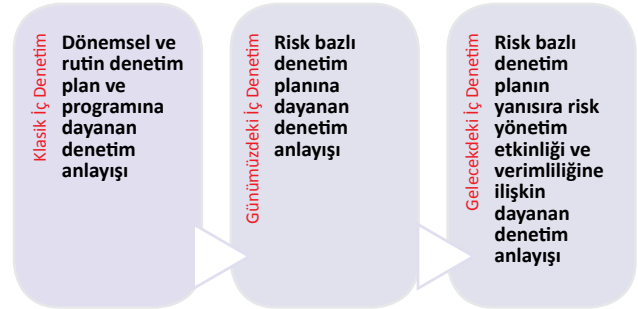 Klasik İç Denetim
Dönemsel ve
rutin denetim
plan ve
programına
dayanan
denetim
anlayışı
Günümüzdeki İç Denetim
Risk bazlı
denetim
planına
dayanan
denetim
anlayışı
Gelecekdeki İç Denetim
Risk bazlı
denetim
planın
yanısira risk
yönetim
etkinliği ve
verimliliğine
ilişkin
dayanan
denetim
anlayışı